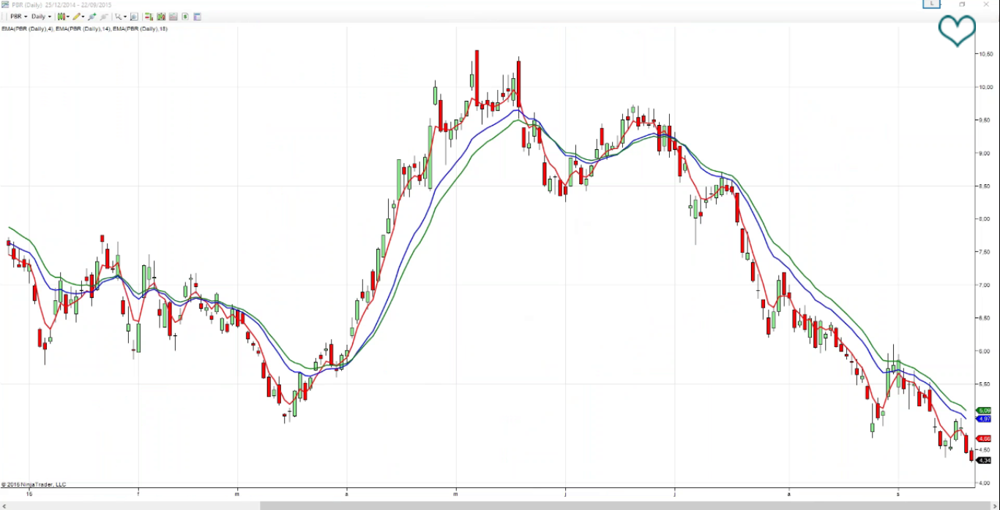 PBR (Daily) 25/12/2014 - 22/09/2015
L
PBR Daily
EMA(PBR (Daily),4), EMA(PBR (Daily),14), EMA(PBR (Daily),18)
10,50
10,00
9,50
9,00
8,50
8,00
7,50
7,00
6,50
6,00
5,50
5,09
4,97
4,66
4,50
4,34
4,00
© 2015 NinjaTrader, LLC
15 f m a m j j a s